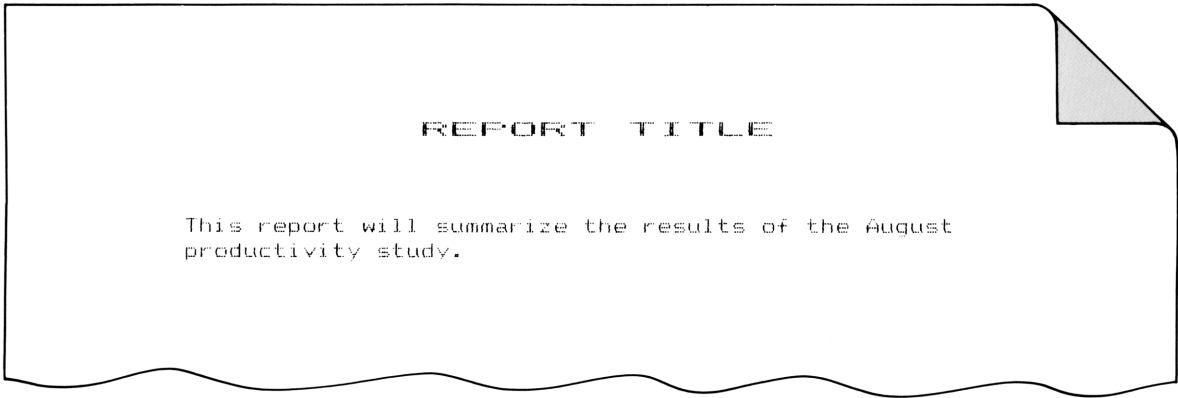 REPORT TITLE
This report will summarize the results of the August
productivity study.